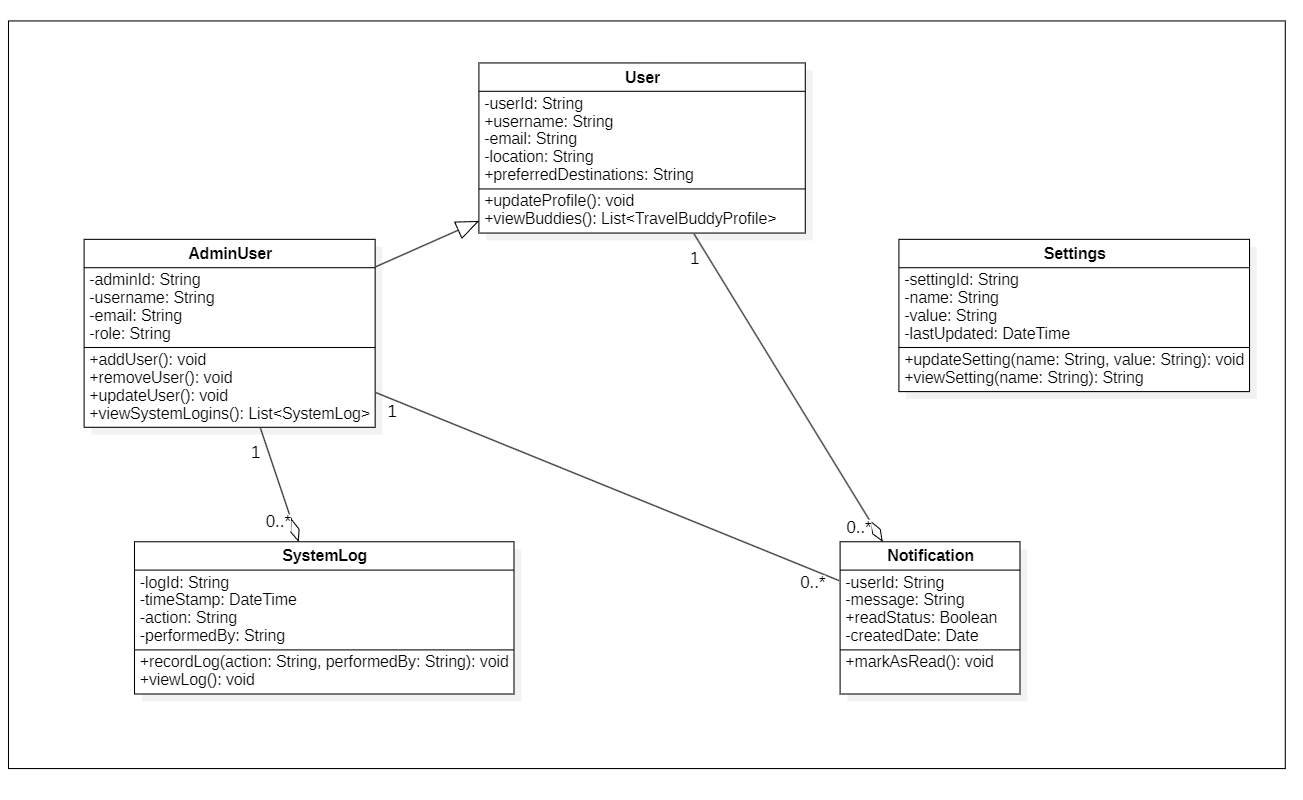 User
-userId: String
+username: String
-email: String
-location: String
+preferredDestinations: String
+updateProfile(): void
+viewBuddies(): List<TravelBuddyProfile>
1
AdminUser
-adminId: String
-username: String
-email: String
-role: String
+addUser(): void
+removeUser(): void
+updateUser(): void
+viewSystemLogins(): List<SystemLog>
1
1
Settings
-settingId: String
-name: String
-value: String
-lastUpdated: DateTime
+updateSetting(name: String, value: String): void
+viewSetting(name: String): String
0..*
SystemLog
-logId: String
-timeStamp: DateTime
-action: String
-performedBy: String
+recordLog(action: String, performedBy: String): void
+viewLog(): void
0..*
0..*
Notification
-userId: String
-message: String
+readStatus: Boolean
-createdDate: Date
+markAsRead(): void